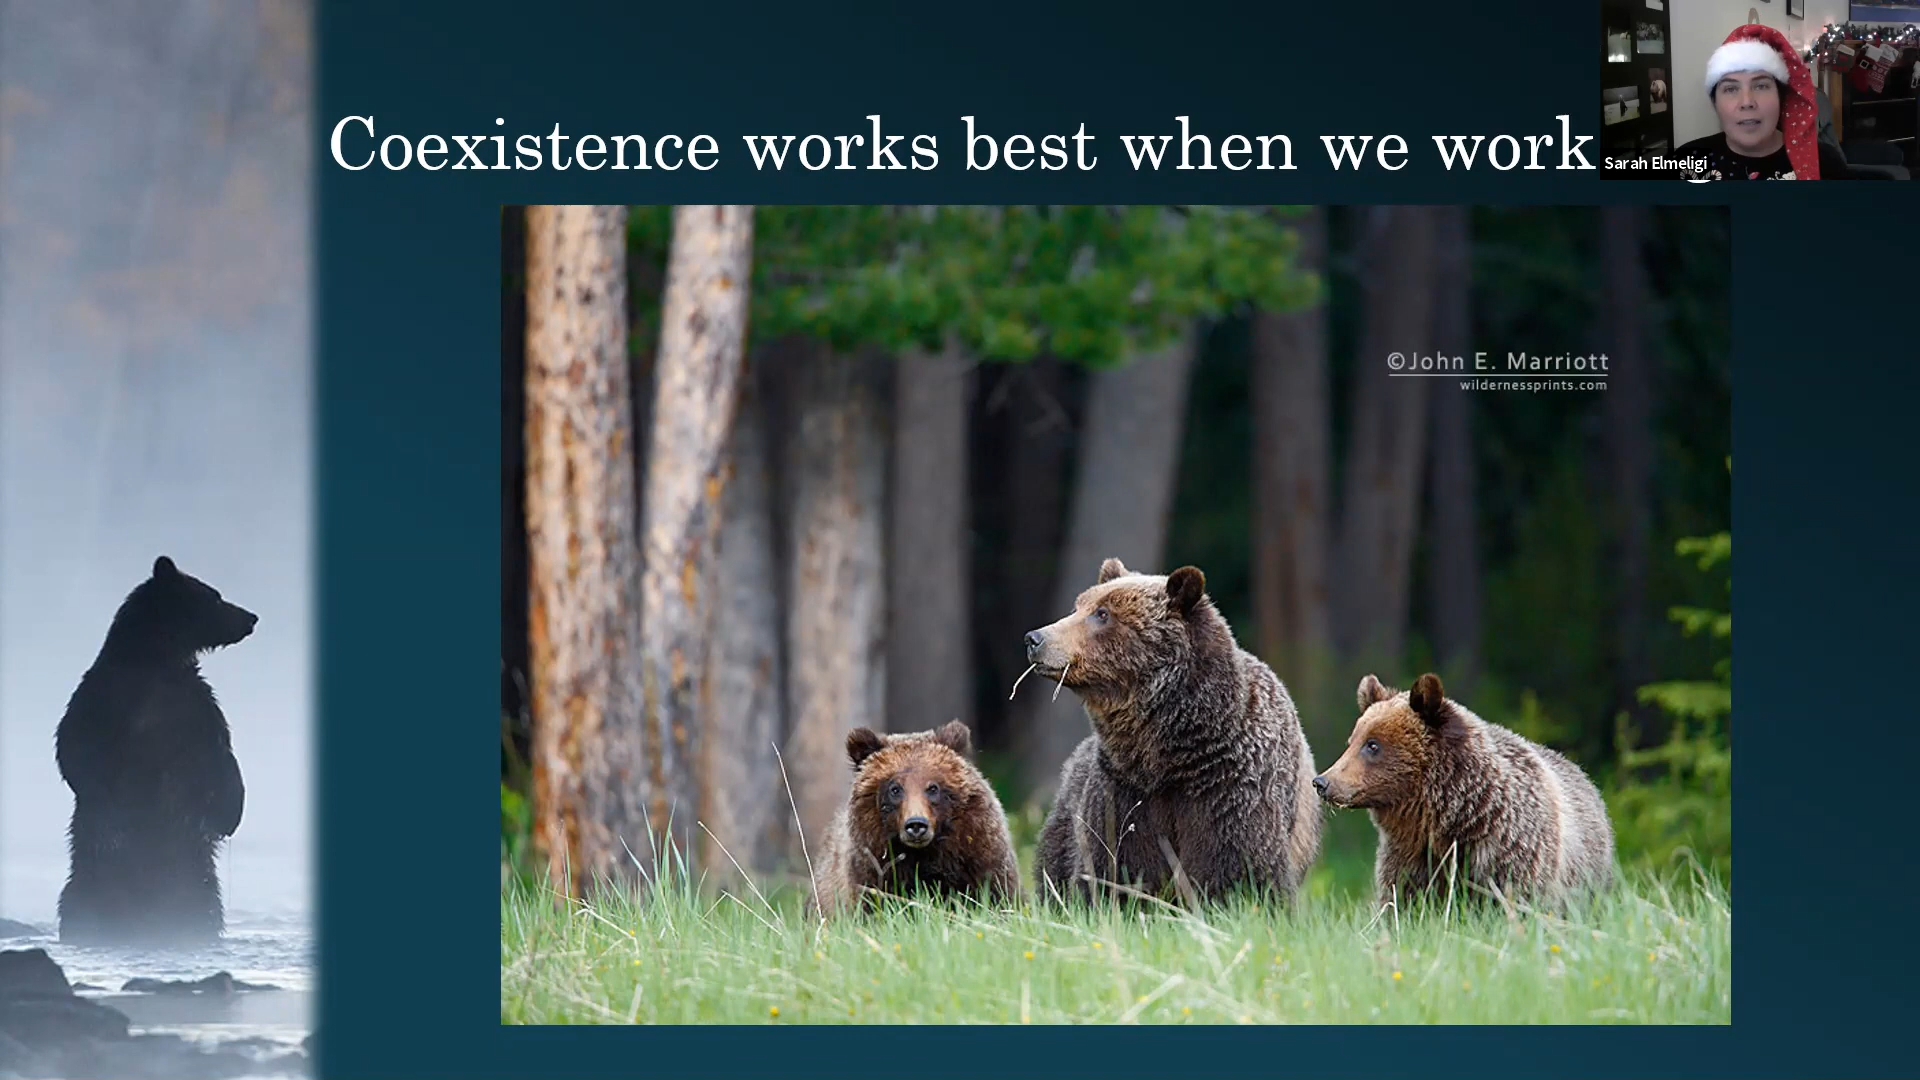 Coexistence works best when we work
Sarah Elmeligi
©John E. Marriott
wildernessprints.com